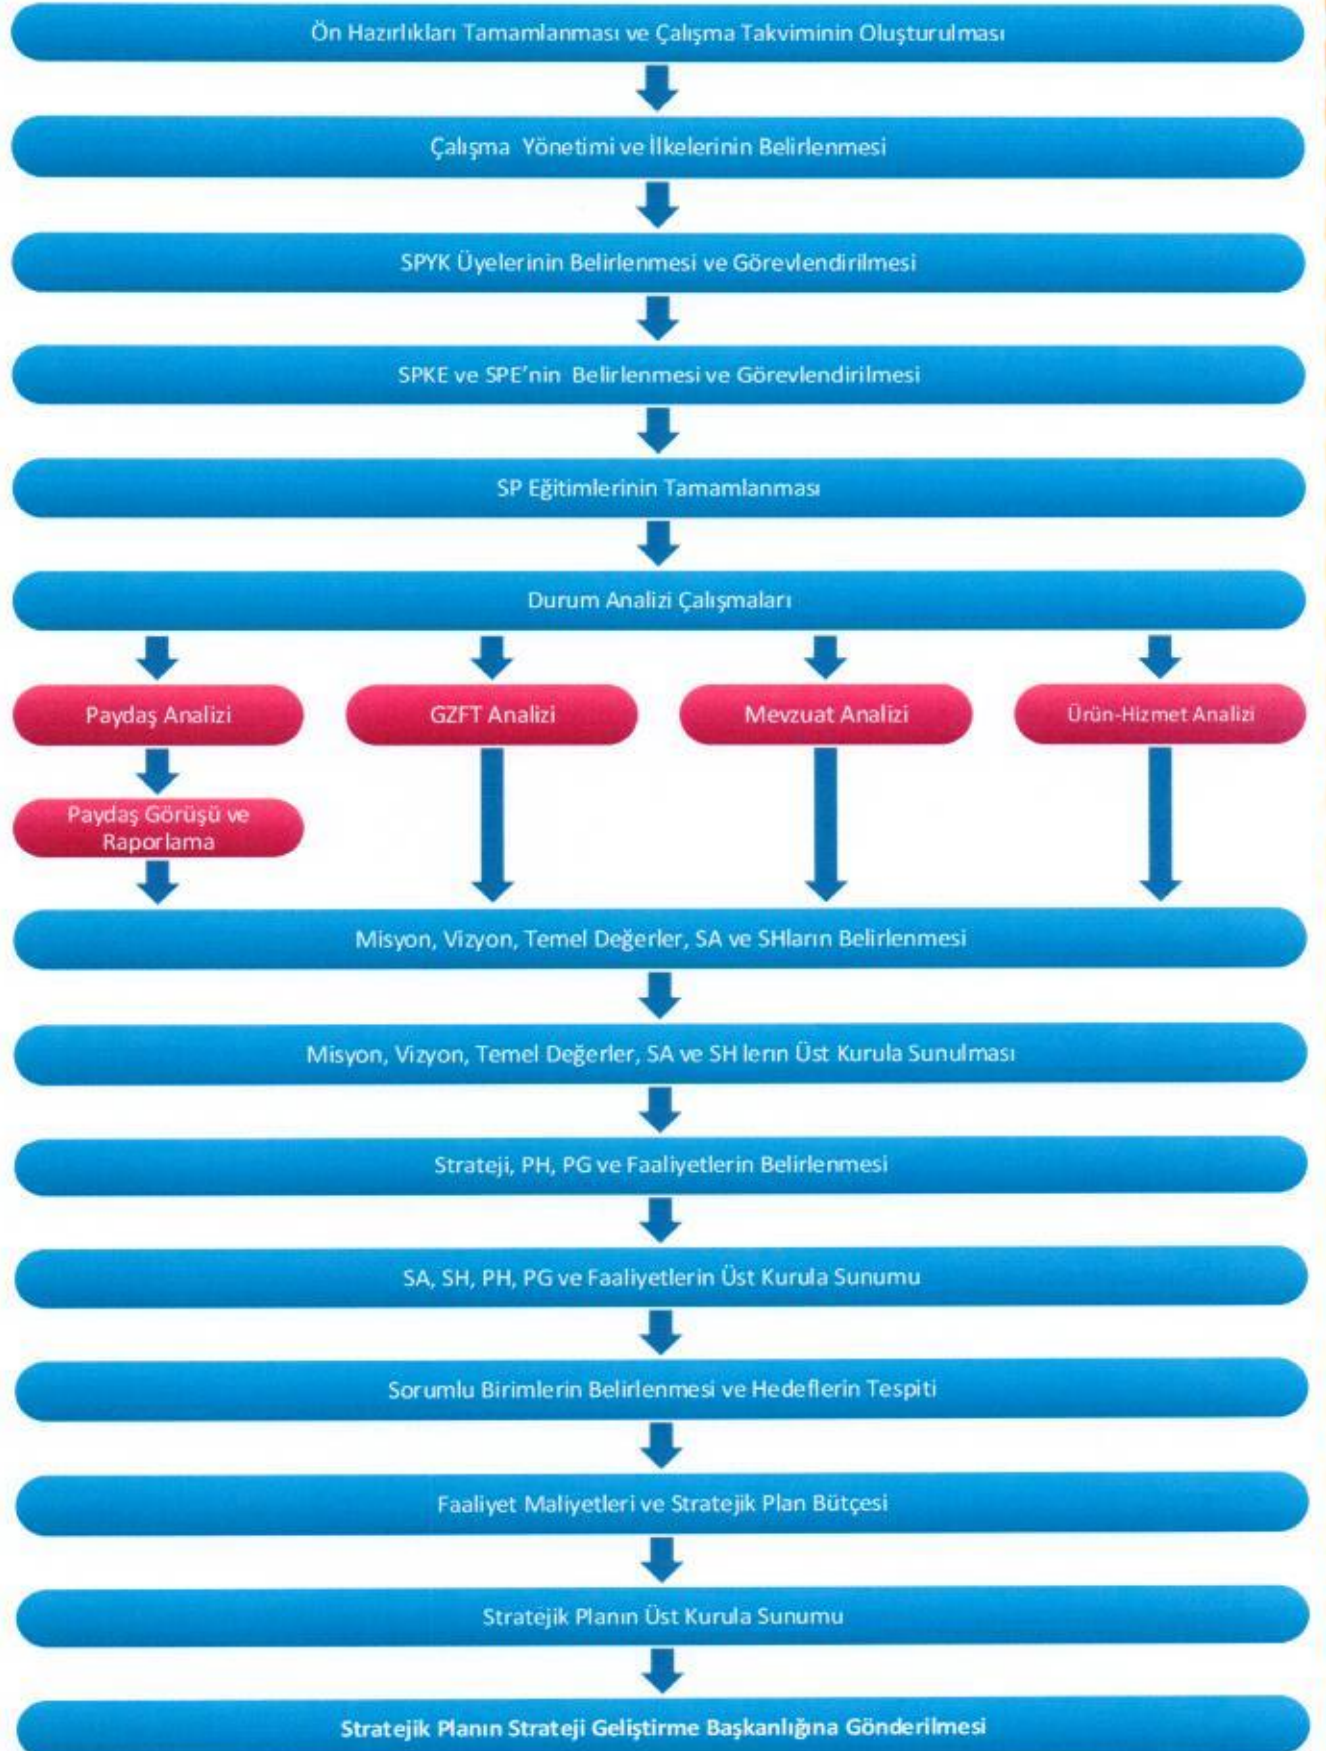 Ön Hazırlıkları Tamamlanması ve Çalışma Takviminin Oluşturulması
Çalışma Yönetimi ve İlkelerinin Belirlenmesi
SPYK Üyelerinin Belirlenmesi ve Görevlendirilmesi
SPKE ve SPE'nin Belirlenmesi ve Görevlendirilmesi
SP Eğitimlerinin Tamamlanması
Durum Analizi Çalışmaları
Paydaş Analizi
GZFT Analizi
Mevzuat Analizi
Ürün-Hizmet Analizi
Paydaş Görüşü ve
Raporlama
Misyon, Vizyon, Temel Değerler, SA ve SHların Belirlenmesi
Misyon, Vizyon, Temel Değerler, SA ve SH lerin Üst Kurula Sunulması
Strateji, PH, PG ve Faaliyetlerin Belirlenmesi
SA, SH, PH, PG ve Faaliyetlerin Üst Kurula Sunumu
Sorumlu Birimlerin Belirlenmesi ve Hedeflerin Tespiti
Faaliyet Maliyetleri ve Stratejik Plan Bütçesi
Stratejik Planın Üst Kurula Sunumu
Stratejik Planın Strateji Geliştirme Başkanlığına Gönderilmesi